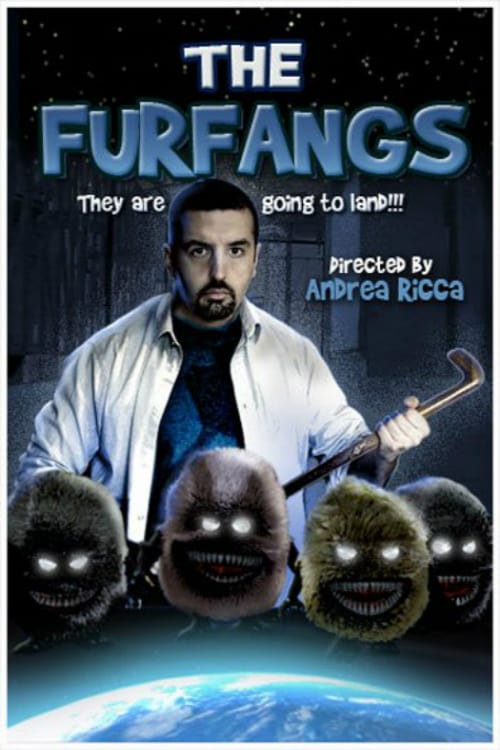 THE
FURFANGS
They are going to land!!!
Directed By
Andrea Ricca